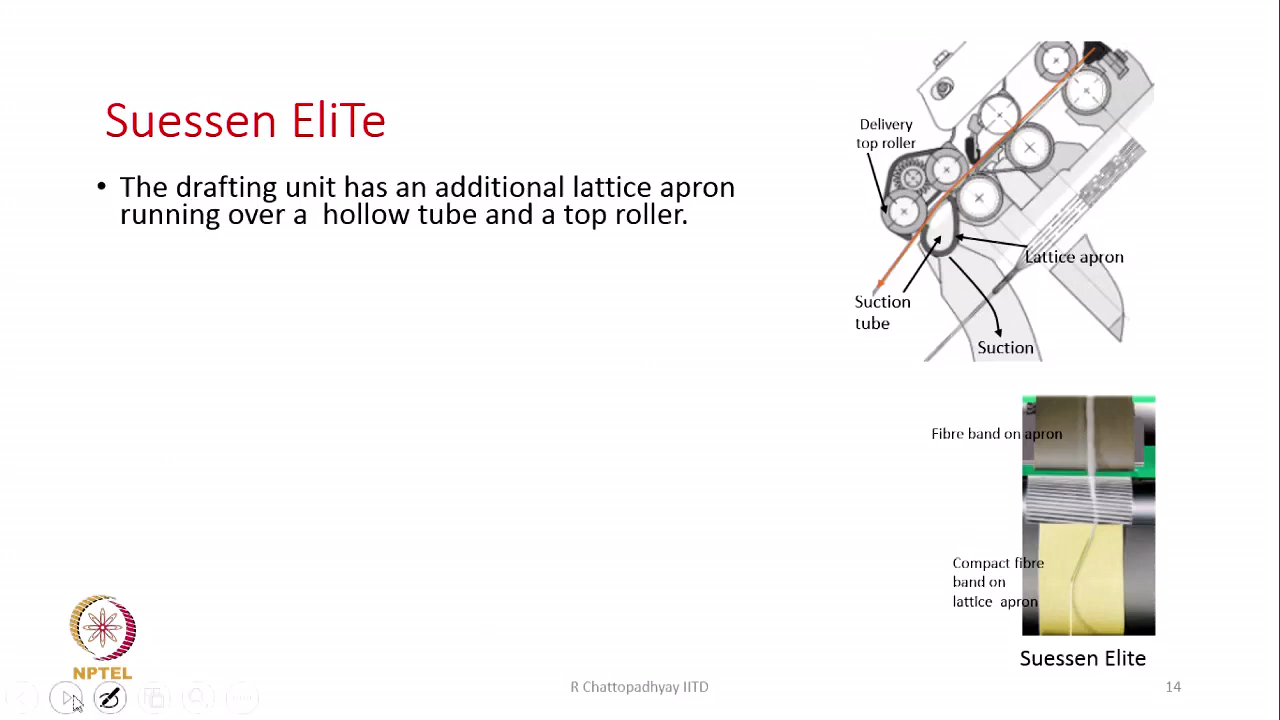 Suessen EliTe
• The drafting unit has an additional lattice apron
running over a hollow tube and a top roller.
Delivery
top roller
Lattice apron
Suction
tube
Suction
Fibre band on apron
Compact fibre
band on
lattice apron
Suessen Elite
NPTEL
R Chattopadhyay IITD
14